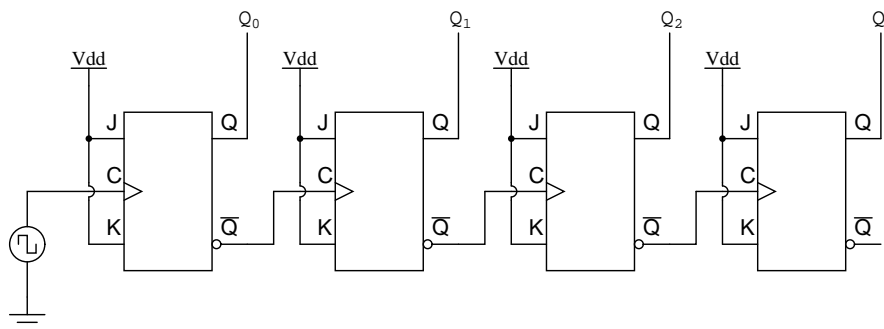 Q0 Q1 Q2 Q
Vdd Vdd Vdd Vdd
J Q J Q J Q J Q
C C C C
K Q̅ K Q̅ K Q̅ K Q̅